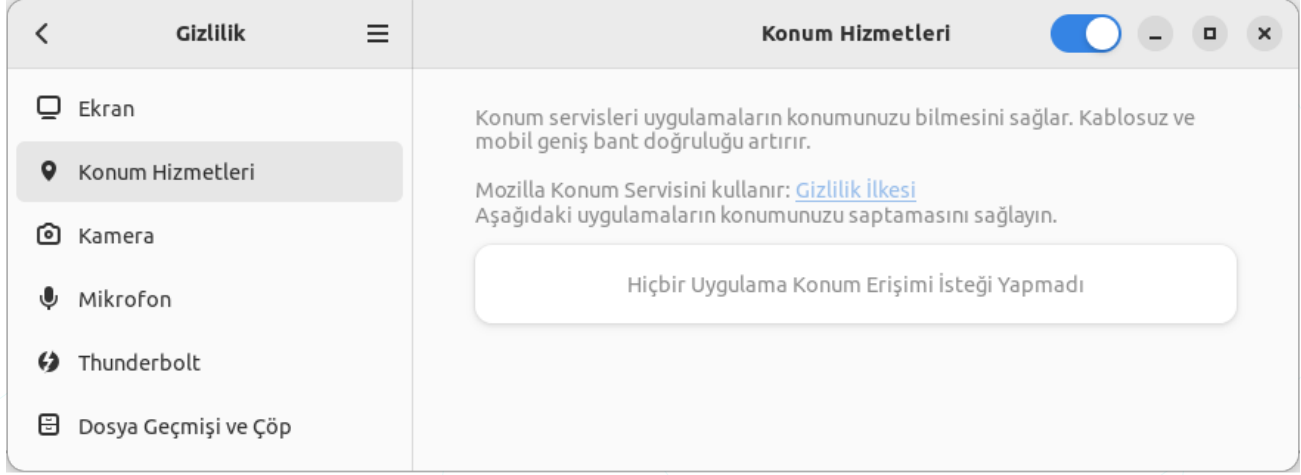 Gizlilik
Konum Hizmetleri
Ekran
Konum Hizmetleri
Kamera
Mikrofon
Thunderbolt
Dosya Geçmişi ve Çöp
Konum servisleri uygulamaların konumunuzu bilmesini sağlar. Kablosuz ve
mobil geniş bant doğruluğu artırır.
Mozilla Konum Servisini kullanır: Gizlilik İlkesi
Aşağıdaki uygulamaların konumunuzu saptamasını sağlayın.
Hiçbir Uygulama Konum Erişimi İsteği Yapmadı